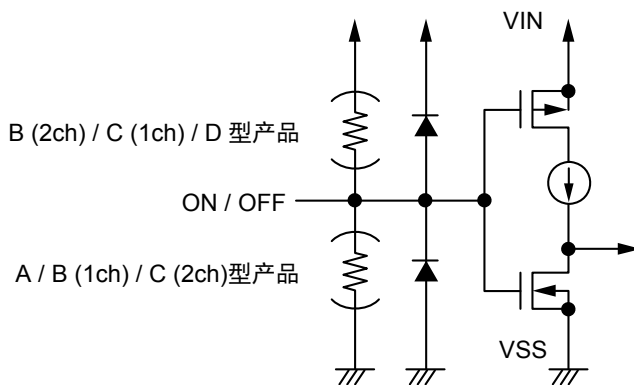 VIN
B (2ch) / C (1ch) / D 型产品
ON / OFF
A / B (1ch) / C (2ch)型产品
VSS